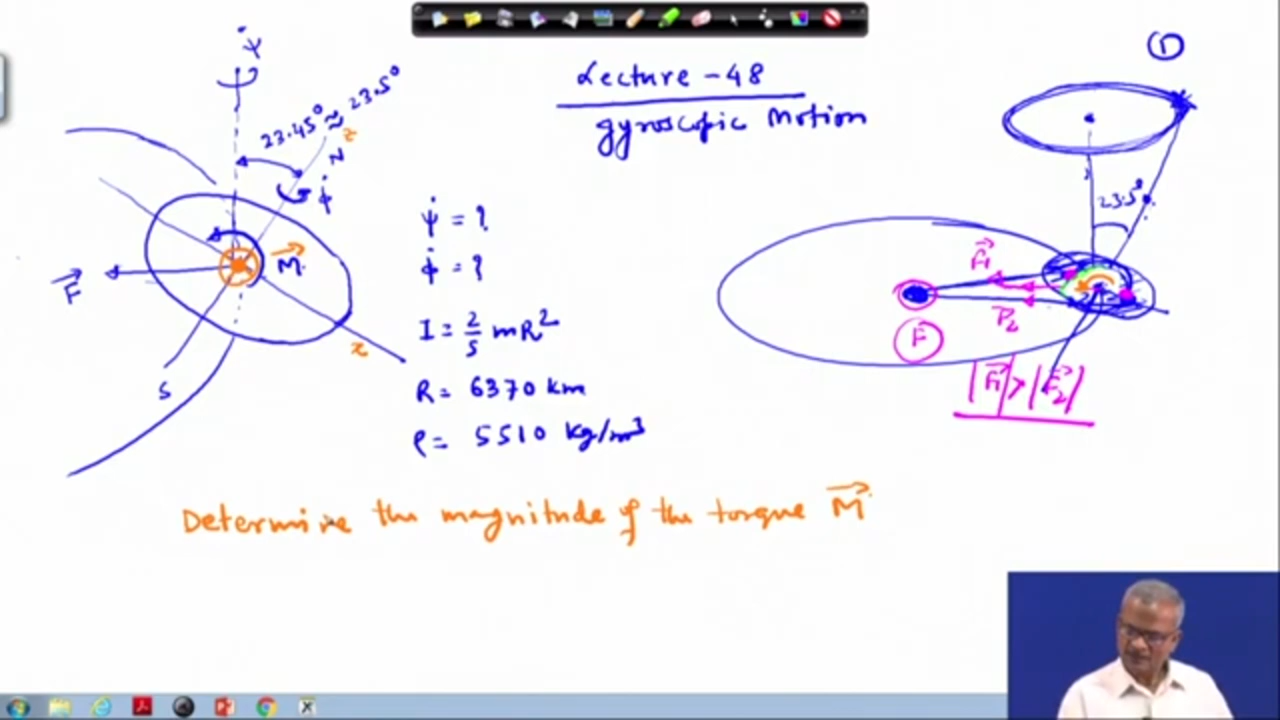 Lecture - 48
gyroscopic Motion
①
ψ̇
23.45° ≈ 23.5°
z
N
φ̇
M⃗
F⃗
S
x
ψ̇ = ?
φ̇ = ?
I = 2/5 mR²
R = 6370 km
ρ = 5510 kg/m³
23.5°
F⃗₁
F⃗₂
F
|F⃗₁| > |F⃗₂|
Determine the magnitude of the torque M⃗